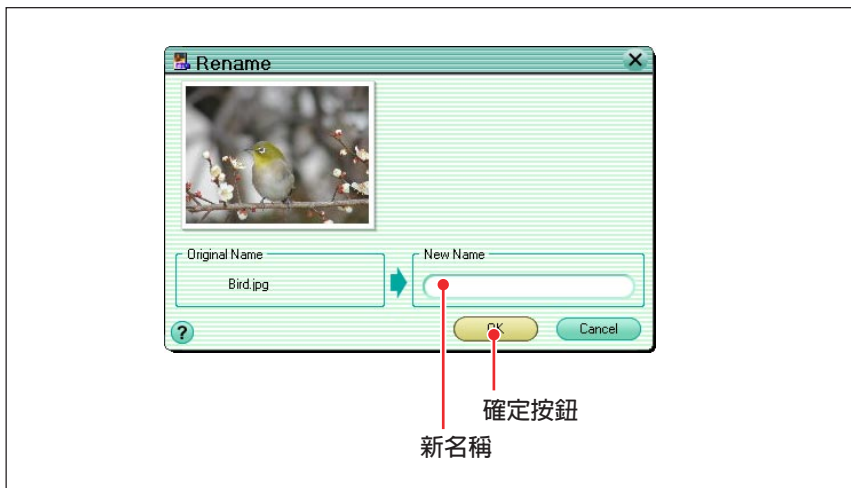 Rename
Original Name
Bird.jpg
New Name
?
OK
Cancel
確定按鈕
新名稱